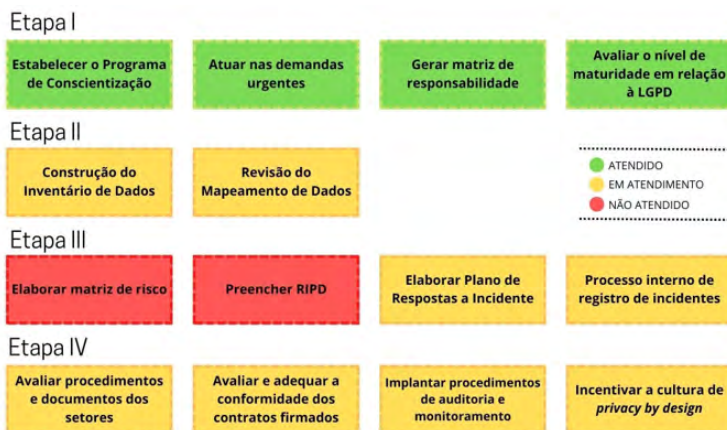 Etapa I
Estabelecer o Programa
de Conscientização
Atuar nas demandas
urgentes
Gerar matriz de
responsabilidade
Avaliar o nível de
maturidade em relação
à LGPD
Etapa II
Construção do
Inventário de Dados
Revisão do
Mapeamento de Dados
ATENDIDO
EM ATENDIMENTO
NÃO ATENDIDO
Etapa III
Elaborar matriz de risco
Preencher RIPD
Elaborar Plano de
Respostas a Incidente
Processo interno de
registro de incidentes
Etapa IV
Avaliar procedimentos
e documentos dos
setores
Avaliar e adequar a
conformidade dos
contratos firmados
Implantar procedimentos
de auditoria e
monitoramento
Incentivar a cultura de
privacy by design